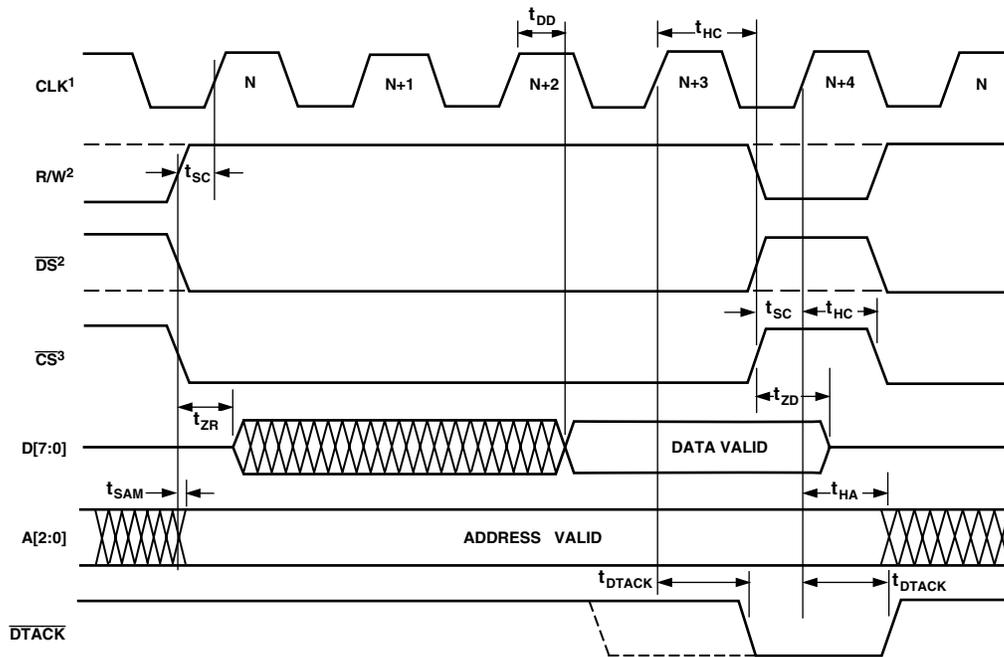 tDD
tHC
CLK1
N
N+1
N+2
N+3
N+4
N
R/W2
tSC
DS2
tSC
tHC
CS3
tZR
tZD
D[7:0]
DATA VALID
tSAM
tHA
A[2:0]
ADDRESS VALID
tDTACK
tDTACK
DTACK